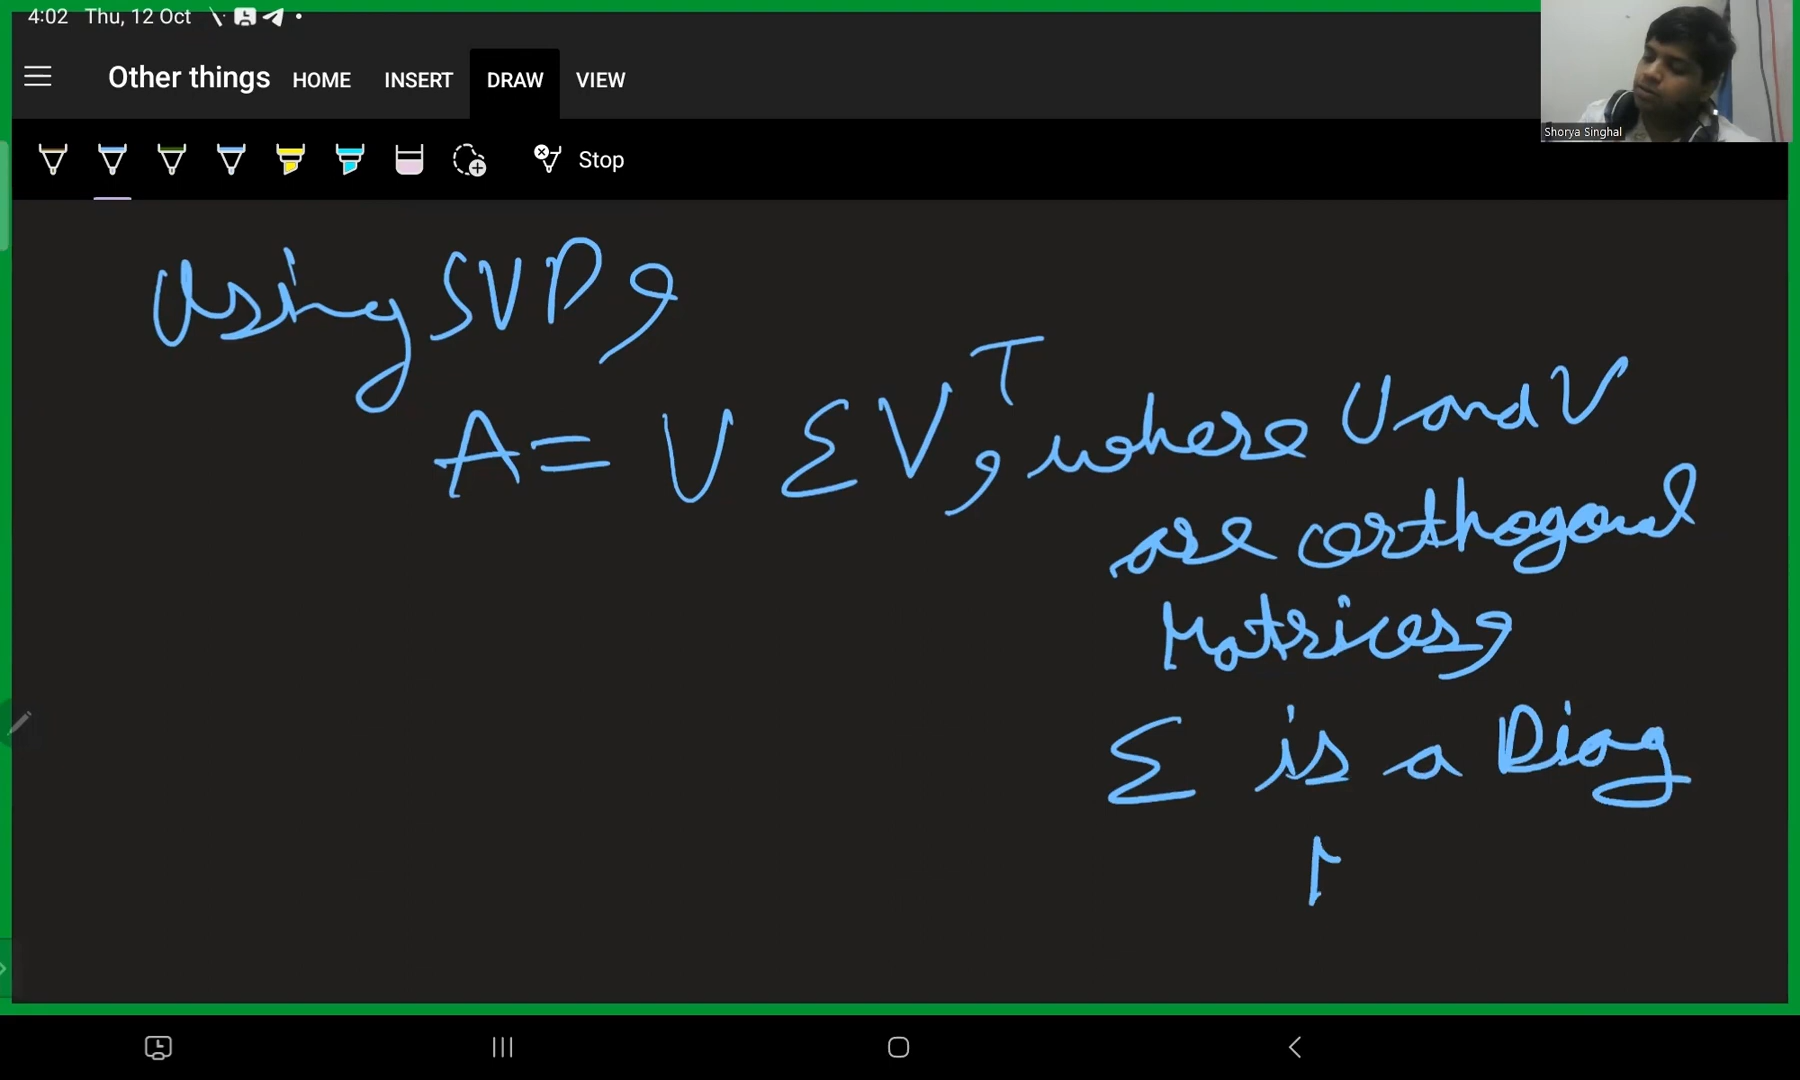 4:02 Thu, 12 Oct
Other things HOME INSERT DRAW VIEW
Shorya Singhal
Stop
Using SVD,
A = U Σ V^T, where U and V
are orthogonal
Matrices,
Σ is a Diag